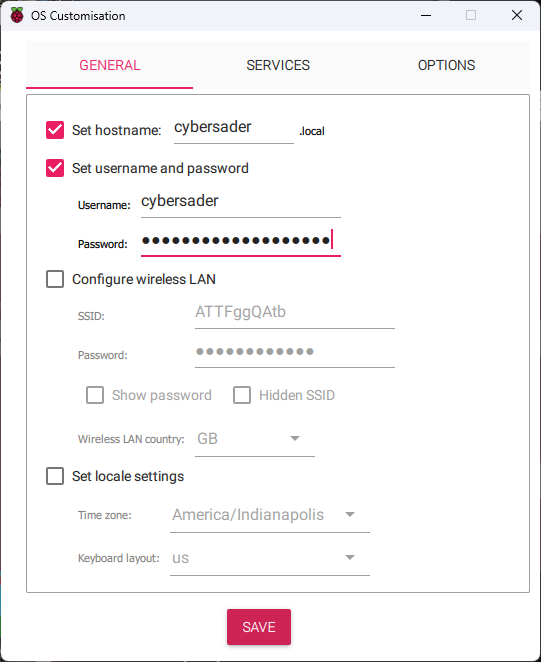 OS Customisation
GENERAL SERVICES OPTIONS
Set hostname: cybersader .local
Set username and password
Username: cybersader
Password: ●●●●●●●●●●●●●●●●●●●
Configure wireless LAN
SSID: ATTFggQAtb
Password: ●●●●●●●●●●●●
Show password Hidden SSID
Wireless LAN country: GB
Set locale settings
Time zone: America/Indianapolis
Keyboard layout: us
SAVE